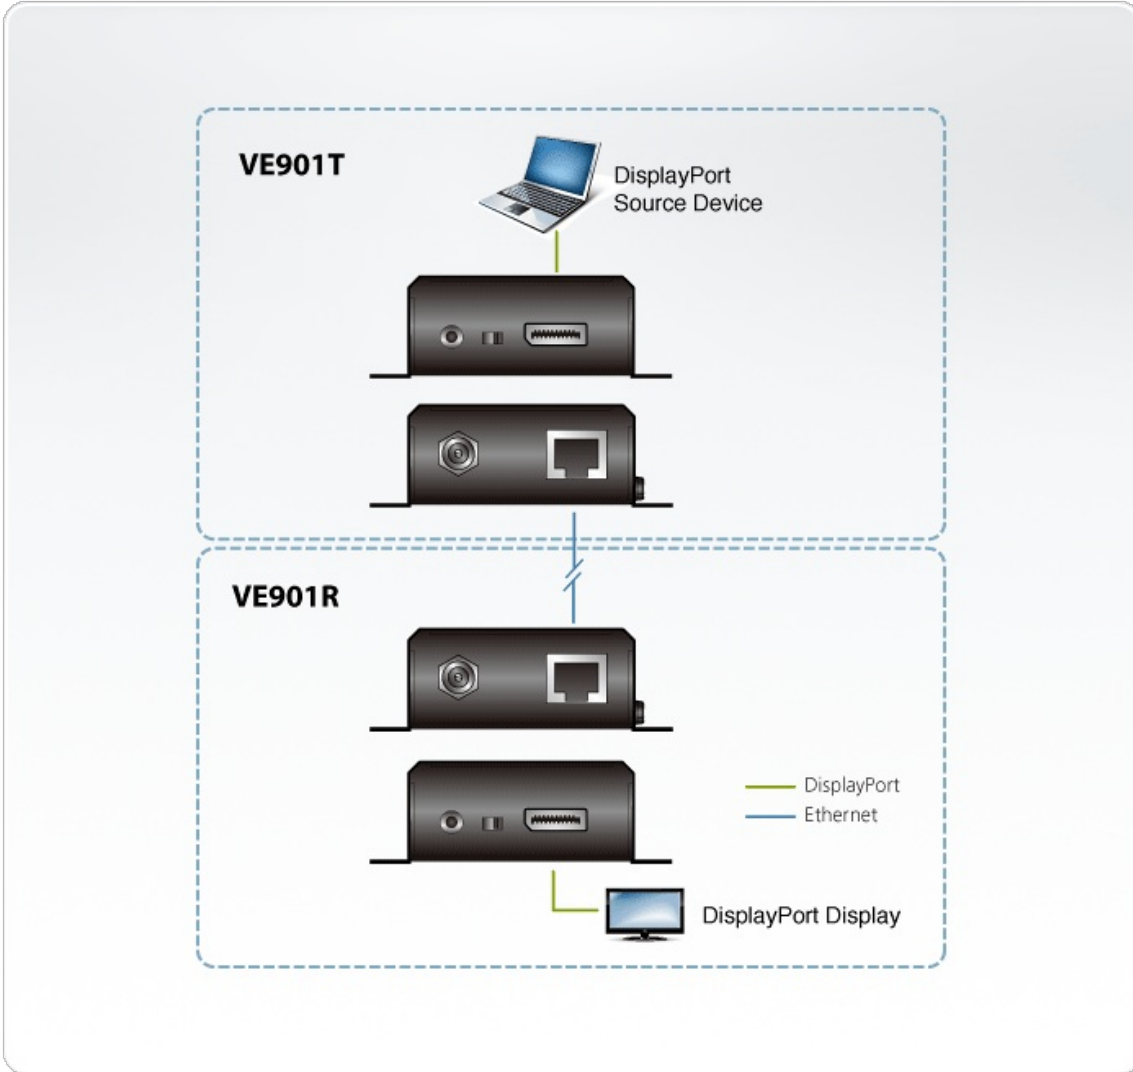 VE901T
DisplayPort
Source Device
VE901R
DisplayPort
Ethernet
DisplayPort Display